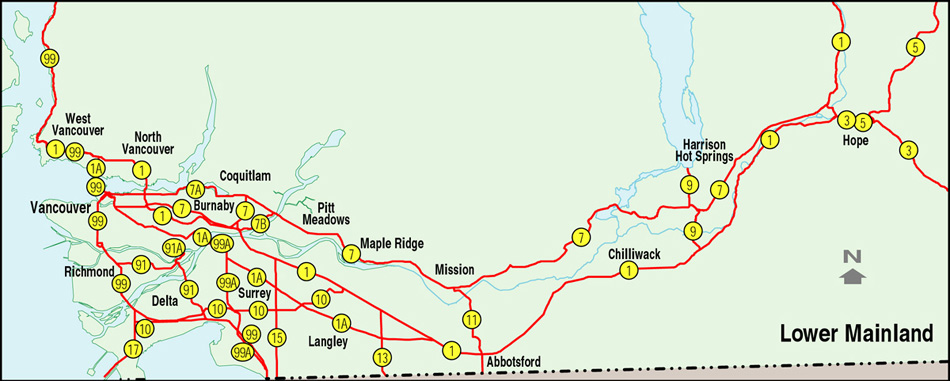 1
5
99
West
Vancouver
1
99
North
Vancouver
1
1A
99
3
5
Hope
1
3
Harrison
Hot Springs
9
7
Coquitlam
7A
7
Burnaby
1
7
7B
Pitt
Meadows
Vancouver
99
1A
99A
91A
7
Maple Ridge
7
9
Richmond
91
99
Mission
Chilliwack
1
N
1
99A
1A
Surrey
91
Delta
10
10
10
11
10
1A
Langley
99
99A
15
17
13
1
Abbotsford
Lower Mainland